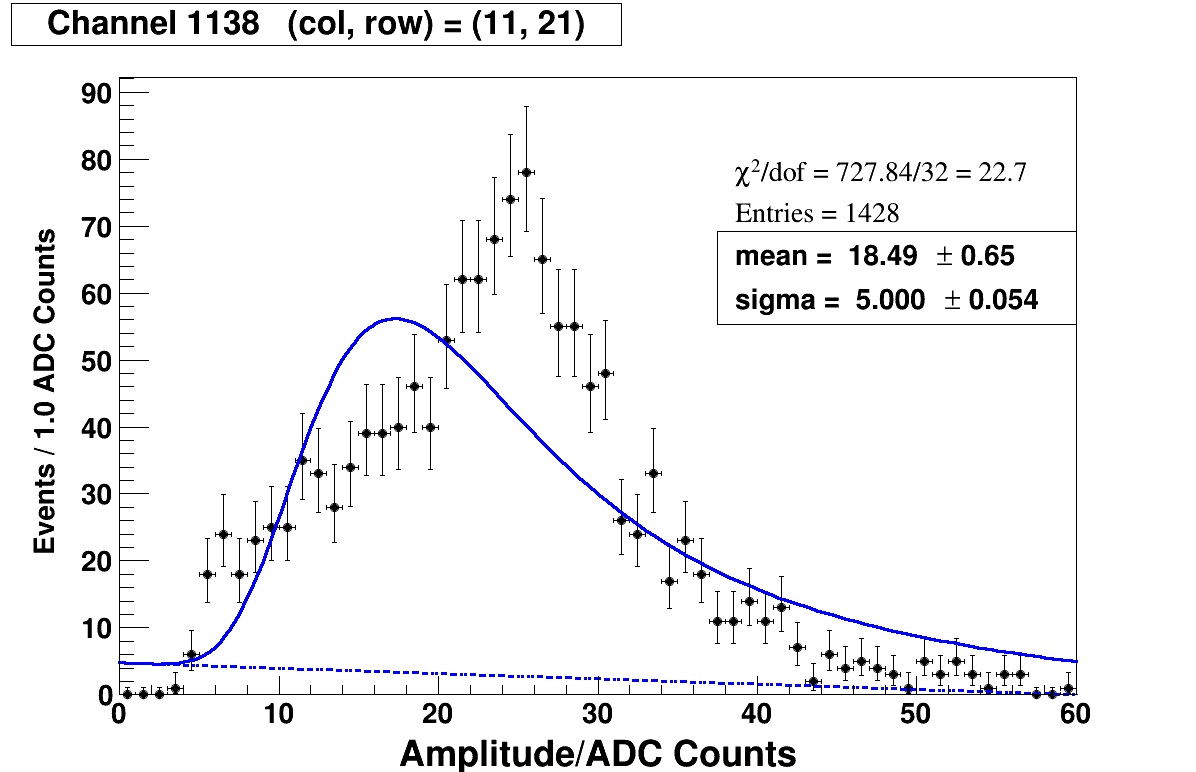 Channel 1138 (col, row) = (11, 21)
90
80
70
60
50
40
30
20
10
0
Events / 1.0 ADC Counts
χ²/dof = 727.84/32 = 22.7
Entries = 1428
mean = 18.49 ± 0.65
sigma = 5.000 ± 0.054
0 10 20 30 40 50 60
Amplitude/ADC Counts